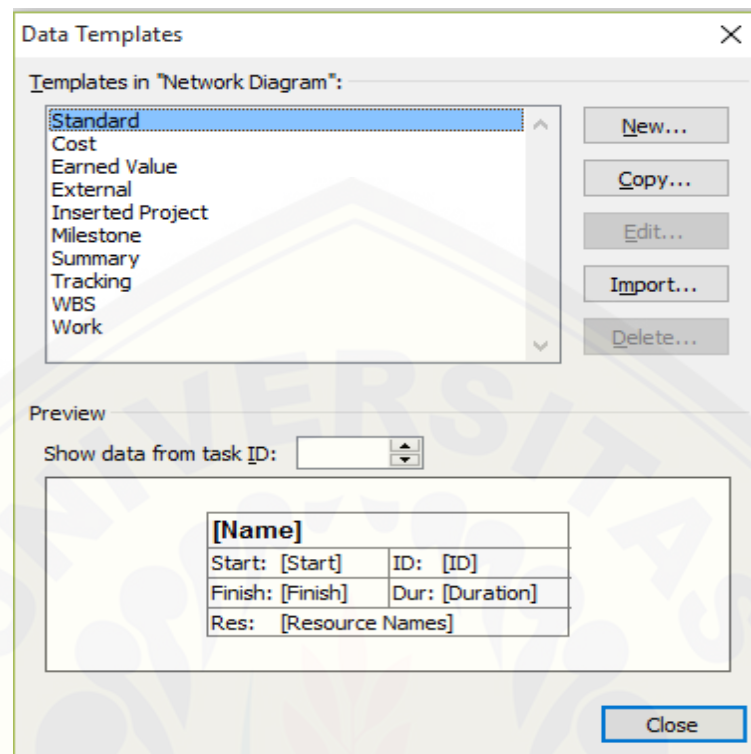 Data Templates
Templates in "Network Diagram":
Standard
Cost
Earned Value
External
Inserted Project
Milestone
Summary
Tracking
WBS
Work
New...
Copy...
Edit...
Import...
Delete...
Preview
Show data from task ID:
[Name]
Start: [Start] ID: [ID]
Finish: [Finish] Dur: [Duration]
Res: [Resource Names]
Close
UNIVERSITAS